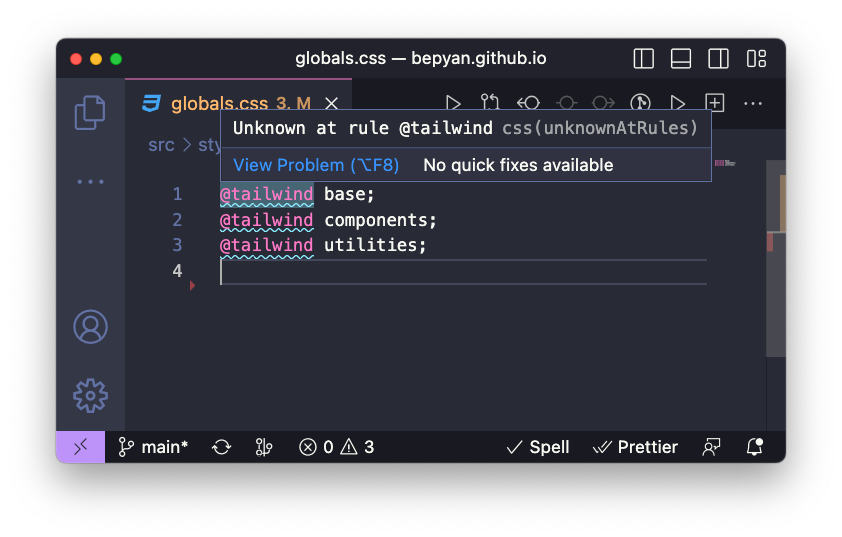 globals.css — bepyan.github.io
globals.css 3, M
Unknown at rule @tailwind css(unknownAtRules)
src > sty
View Problem (⌥F8) No quick fixes available
1 @tailwind base;
2 @tailwind components;
3 @tailwind utilities;
4
main* 0 3 Spell Prettier